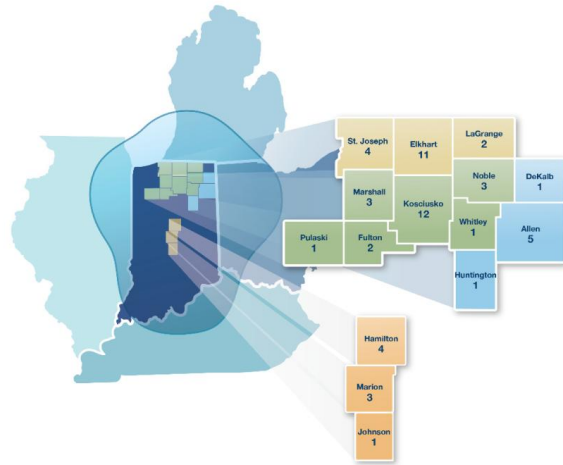 St. Joseph
4
Elkhart
11
LaGrange
2
Marshall
3
Kosciusko
12
Noble
3
DeKalb
1
Pulaski
1
Fulton
2
Whitley
1
Allen
5
Huntington
1
Hamilton
4
Marion
3
Johnson
1